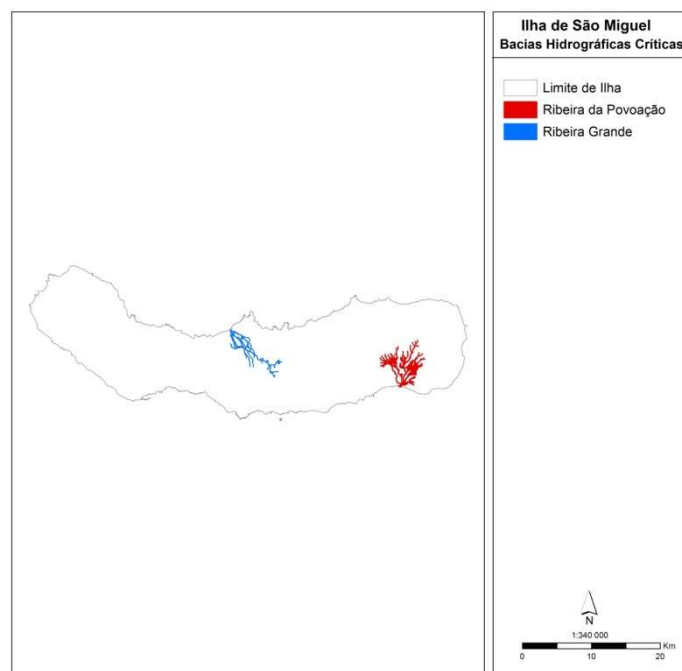 Ilha de São Miguel
Bacias Hidrográficas Críticas
Limite de Ilha
Ribeira da Povoação
Ribeira Grande
N
1:340 000
Km
0 10 20